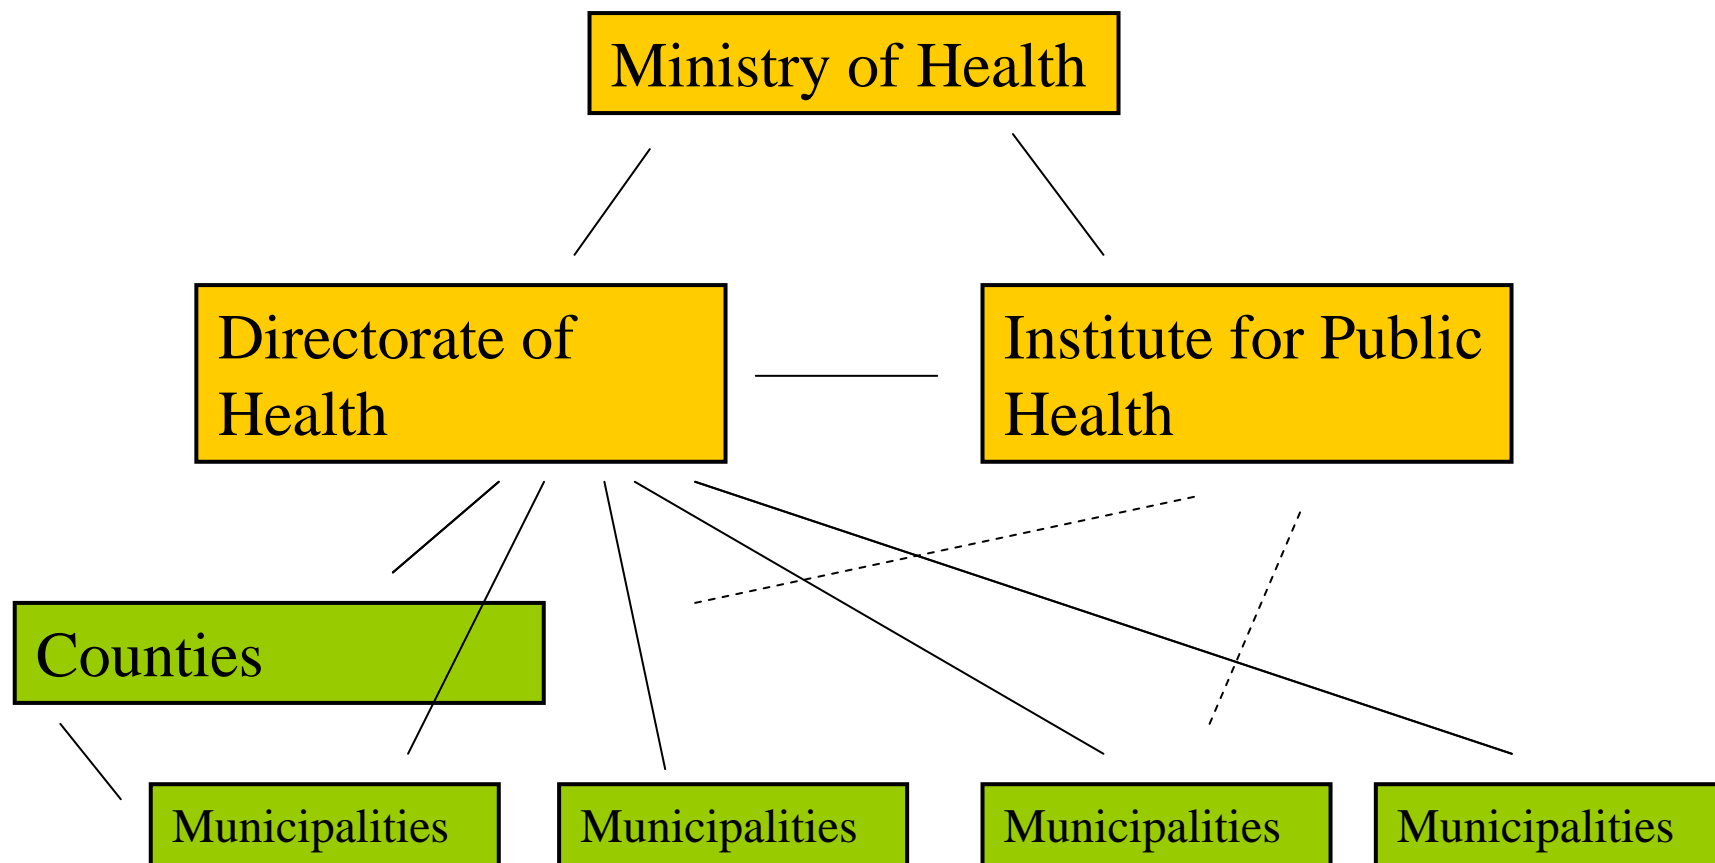 Ministry of Health
Directorate of
Health
Institute for Public
Health
Counties
Municipalities
Municipalities
Municipalities
Municipalities